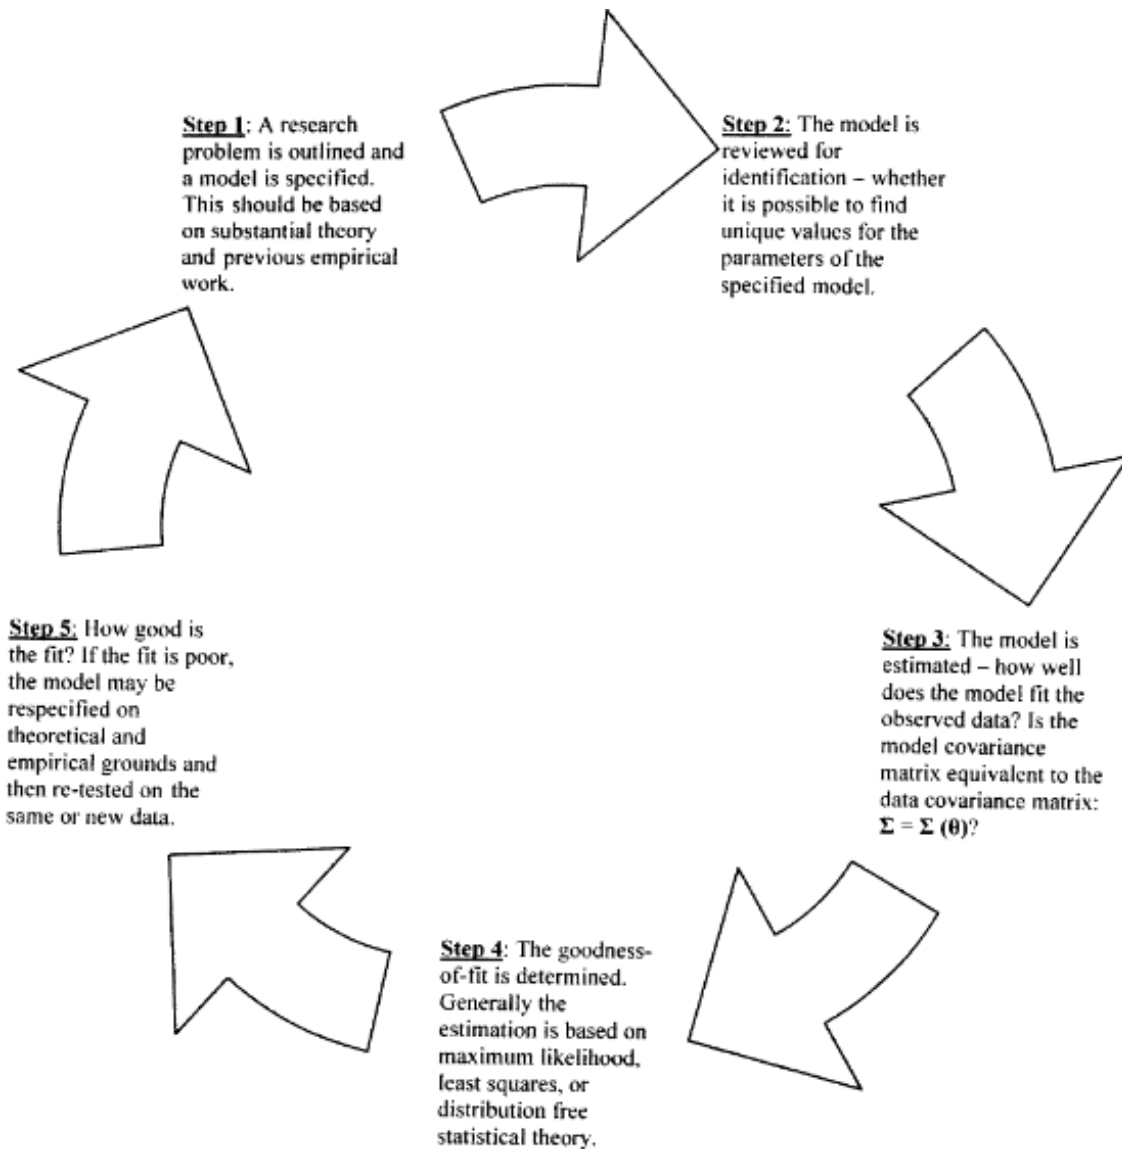 Step 1: A research
problem is outlined and
a model is specified.
This should be based
on substantial theory
and previous empirical
work.
Step 2: The model is
reviewed for
identification – whether
it is possible to find
unique values for the
parameters of the
specified model.
Step 3: The model is
estimated – how well
does the model fit the
observed data? Is the
model covariance
matrix equivalent to the
data covariance matrix:
Σ = Σ (θ)?
Step 4: The goodness-
of-fit is determined.
Generally the
estimation is based on
maximum likelihood,
least squares, or
distribution free
statistical theory.
Step 5: How good is
the fit? If the fit is poor,
the model may be
respecified on
theoretical and
empirical grounds and
then re-tested on the
same or new data.